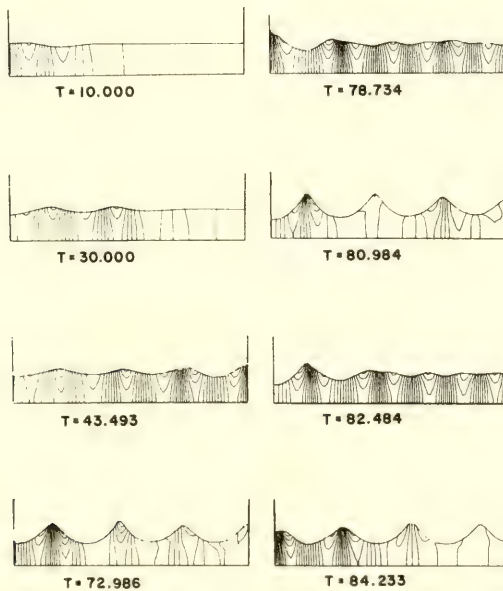 T = 10.000
T = 78.734
T = 30.000
T = 80.984
T = 43.493
T = 82.484
T = 72.986
T = 84.233